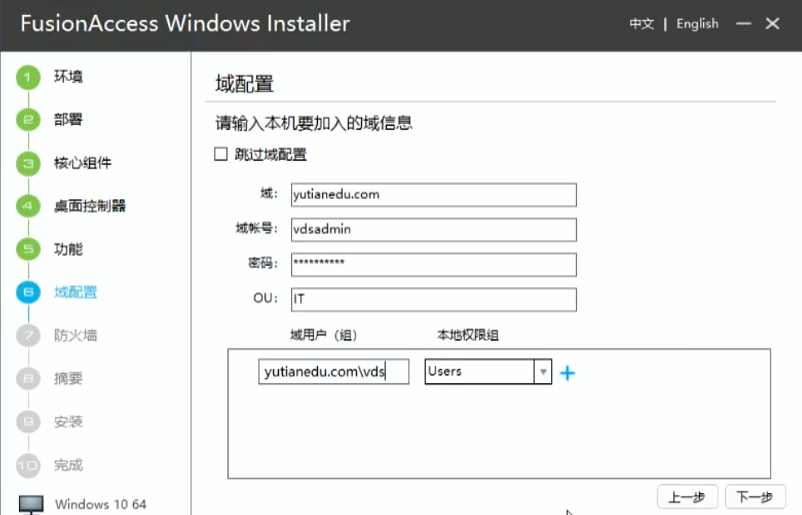 FusionAccess Windows Installer
中文 | English
1 环境
2 部署
3 核心组件
4 桌面控制器
5 功能
6 域配置
7 防火墙
8 摘要
9 安装
10 完成
Windows 10 64
域配置
请输入本机要加入的域信息
跳过域配置
域： yutianedu.com
域帐号： vdsadmin
密码： **********
OU： IT
域用户（组） 本地权限组
yutianedu.com\vds Users
上一步 下一步